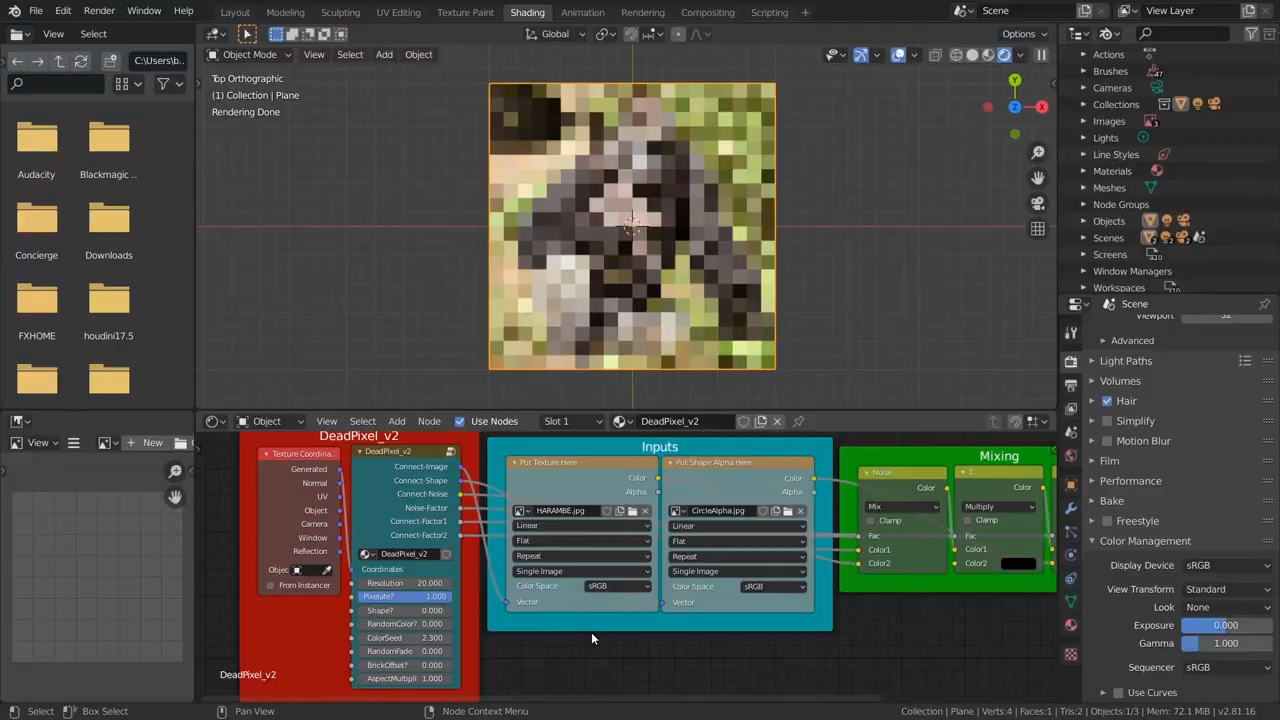 File Edit Render Window Help
Layout Modeling Sculpting UV Editing Texture Paint Shading Animation Rendering Compositing Scripting
Scene
View Layer
View Select
Object Mode
View Select Add Object
Global
Options
C:\Users\b..
Top Orthographic
(1) Collection | Plane
Rendering Done
Y
Z
X
Audacity
Blackmagic ..
Concierge
Downloads
FXHOME
houdini17.5
Actions
Brushes
47
Cameras
Collections
Images
3
Lights
Line Styles
Materials
Meshes
Node Groups
Objects
Scenes
Screens
10
Window Managers
Workspaces
Scene
Viewport
32
Advanced
Light Paths
Volumes
Hair
Simplify
Motion Blur
Film
Performance
Bake
Freestyle
Color Management
Display Device sRGB
View Transform Standard
Look None
Exposure 0.000
Gamma 1.000
Sequencer sRGB
Use Curves
View
New
Object
View Select Add Node
Use Nodes
Slot 1
DeadPixel_v2
DeadPixel_v2
Texture Coordina..
Generated
Normal
UV
Object
Camera
Window
Reflection
Objec
From Instancer
DeadPixel_v2
Connect-Image
Connect-Shape
Connect-Noise
Noise-Factor
Connect-Factor1
Connect-Factor2
DeadPixel_v2
Coordinates
Resolution 20.000
Pixelate? 1.000
Shape? 0.000
RandomColor? 0.000
ColorSeed 2.300
RandomFade 0.000
BrickOffset? 0.000
AspectMultipli 1.000
Inputs
Put Texture Here
Color
Alpha
HARAMBE.jpg
Linear
Flat
Repeat
Single Image
Color Space sRGB
Vector
Put Shape Alpha Here
Color
Alpha
CircleAlpha.jpg
Linear
Flat
Repeat
Single Image
Color Space sRGB
Vector
Mixing
Noise
Color
Mix
Clamp
Fac
Color1
Color2
1
Color
Multiply
Clamp
Fac
Color1
Color2
DeadPixel_v2
Select
Box Select
Pan View
Node Context Menu
Collection | Plane | Verts:4 | Faces:1 | Tris:2 | Objects:1/3 | Mem: 72.1 MiB | v2.81.16